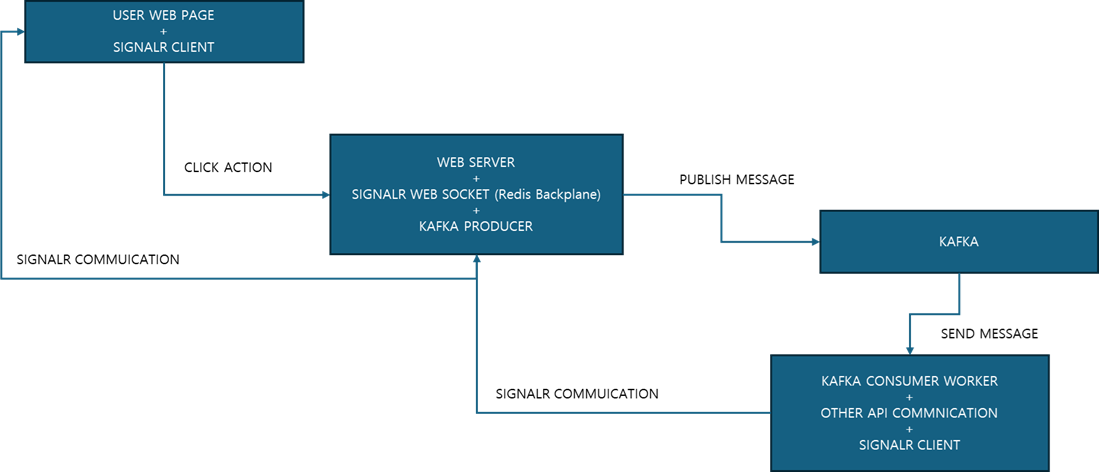 USER WEB PAGE
+
SIGNALR CLIENT
CLICK ACTION
WEB SERVER
+
SIGNALR WEB SOCKET (Redis Backplane)
+
KAFKA PRODUCER
PUBLISH MESSAGE
KAFKA
SIGNALR COMMUICATION
SEND MESSAGE
KAFKA CONSUMER WORKER
+
OTHER API COMMNICATION
+
SIGNALR CLIENT
SIGNALR COMMUICATION